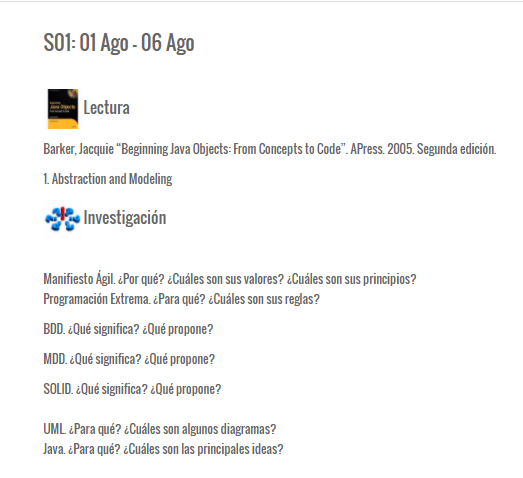 S01: 01 Ago - 06 Ago
Lectura
Barker, Jacquie “Beginning Java Objects: From Concepts to Code”. APress. 2005. Segunda edición.
1. Abstraction and Modeling
Investigación
Manifiesto Ágil. ¿Por qué? ¿Cuáles son sus valores? ¿Cuáles son sus principios?
Programación Extrema. ¿Para qué? ¿Cuáles son sus reglas?
BDD. ¿Qué significa? ¿Qué propone?
MDD. ¿Qué significa? ¿Qué propone?
SOLID. ¿Qué significa? ¿Qué propone?
UML. ¿Para qué? ¿Cuáles son algunos diagramas?
Java. ¿Para qué? ¿Cuáles son las principales ideas?